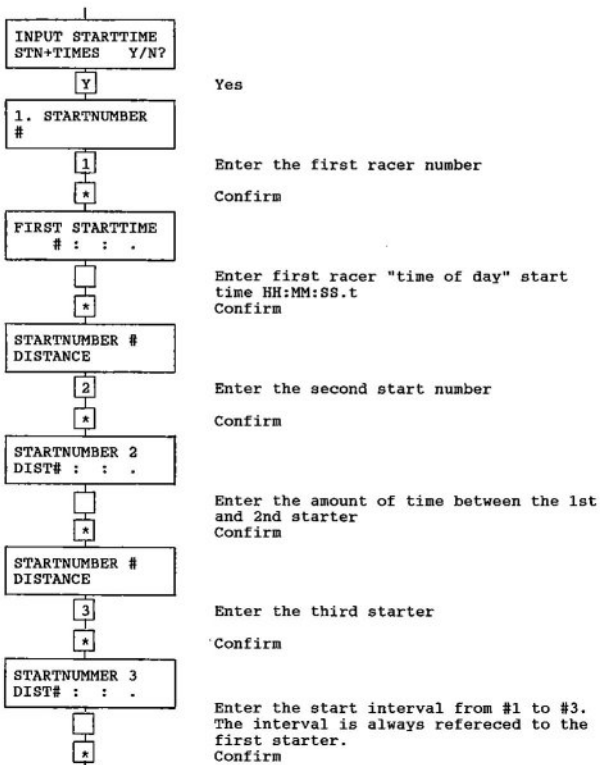 INPUT STARTTIME
STN+TIMES Y/N?
Y Yes
1. STARTNUMBER
#
1 Enter the first racer number
* Confirm
FIRST STARTTIME
# : : .
Enter first racer "time of day" start
time HH:MM:SS.t
* Confirm
STARTNUMBER #
DISTANCE
2 Enter the second start number
* Confirm
STARTNUMBER 2
DIST# : : .
Enter the amount of time between the 1st
and 2nd starter
* Confirm
STARTNUMBER #
DISTANCE
3 Enter the third starter
* Confirm
STARTNUMMER 3
DIST# : : .
Enter the start interval from #1 to #3.
The interval is always refereced to the
first starter.
* Confirm